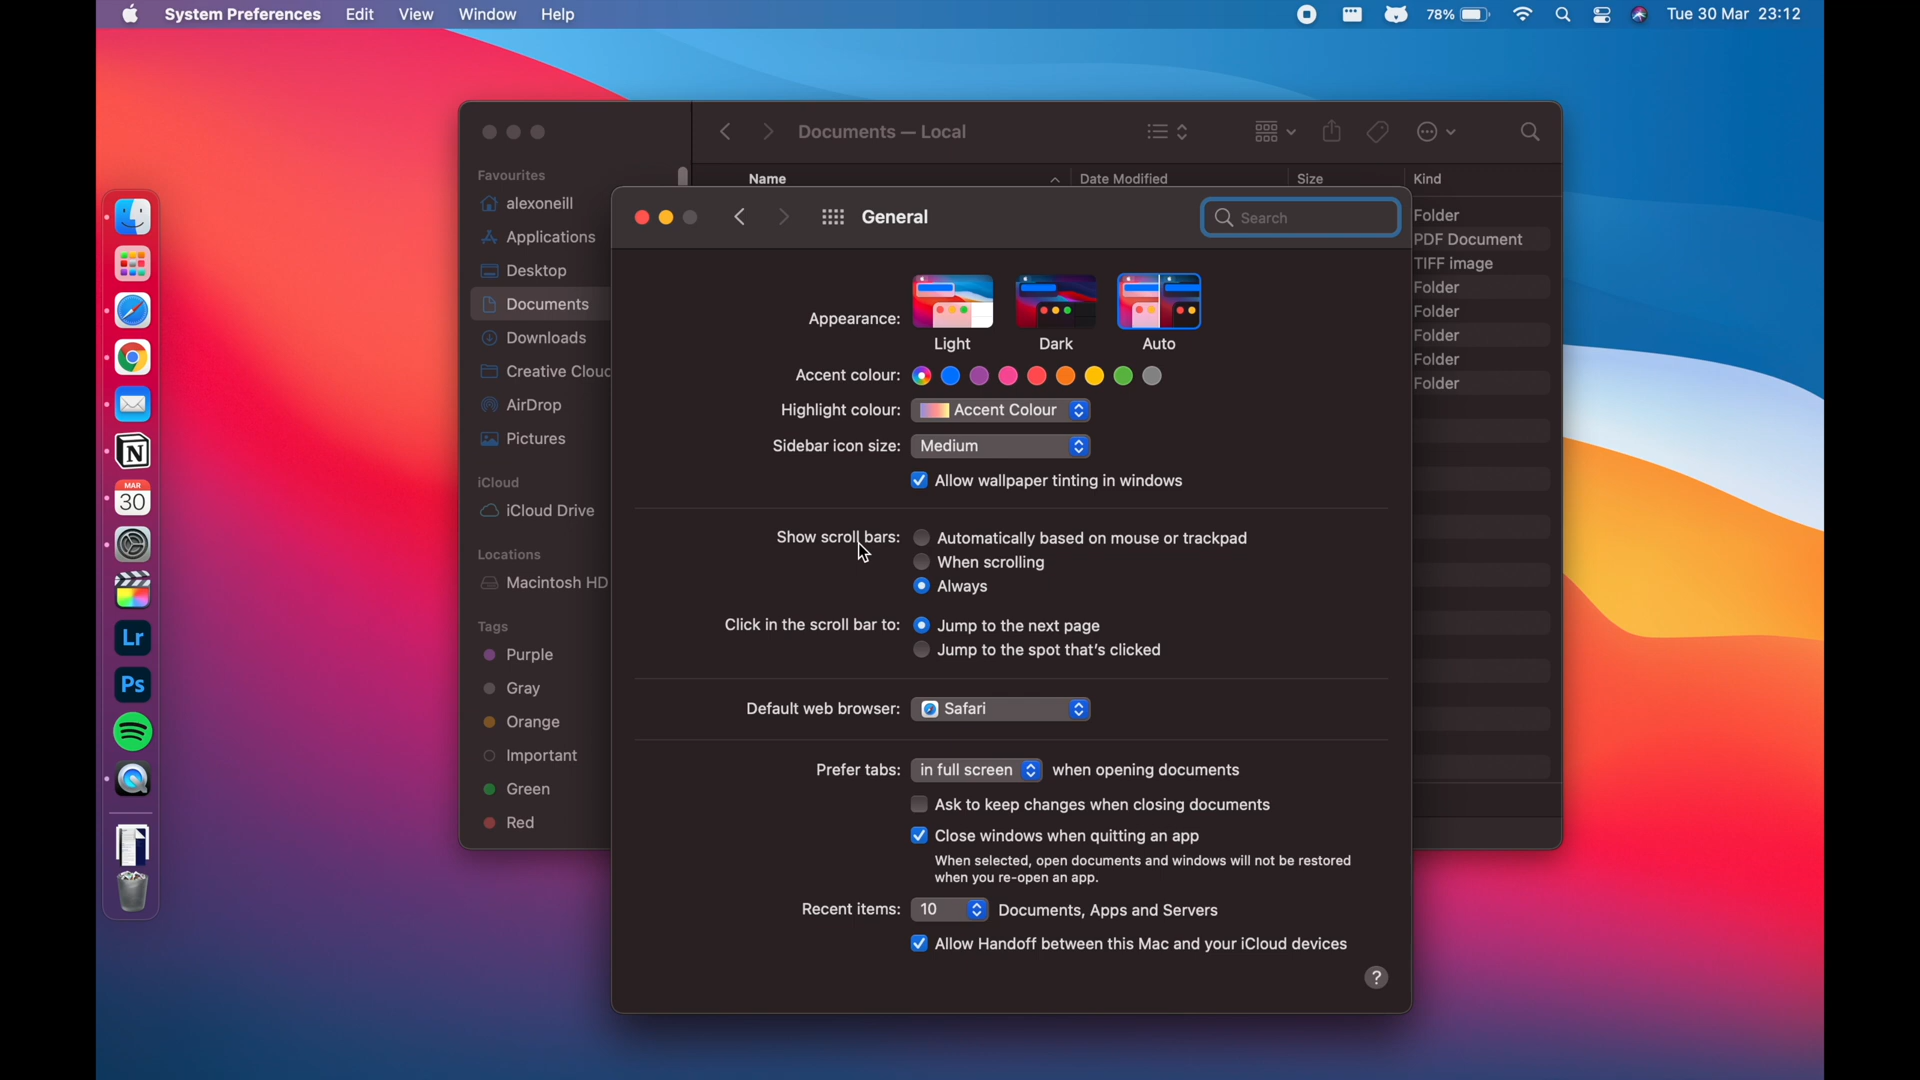 System Preferences Edit View Window Help 78% Tue 30 Mar 23:12
Documents — Local
Name Date Modified Size Kind
Favourites
alexoneill
Applications
Desktop
Documents
Downloads
Creative Clou
AirDrop
Pictures
iCloud
iCloud Drive
Locations
Macintosh HD
Tags
Purple
Gray
Orange
Important
Green
Red
Folder
PDF Document
TIFF image
Folder
Folder
Folder
Folder
Folder
General Search
Appearance:
Light Dark Auto
Accent colour:
Highlight colour: Accent Colour
Sidebar icon size: Medium
Allow wallpaper tinting in windows
Show scroll bars: Automatically based on mouse or trackpad
When scrolling
Always
Click in the scroll bar to: Jump to the next page
Jump to the spot that's clicked
Default web browser: Safari
Prefer tabs: in full screen when opening documents
Ask to keep changes when closing documents
Close windows when quitting an app
When selected, open documents and windows will not be restored
when you re-open an app.
Recent items: 10 Documents, Apps and Servers
Allow Handoff between this Mac and your iCloud devices
?
N
MAR
30
Lr
Ps